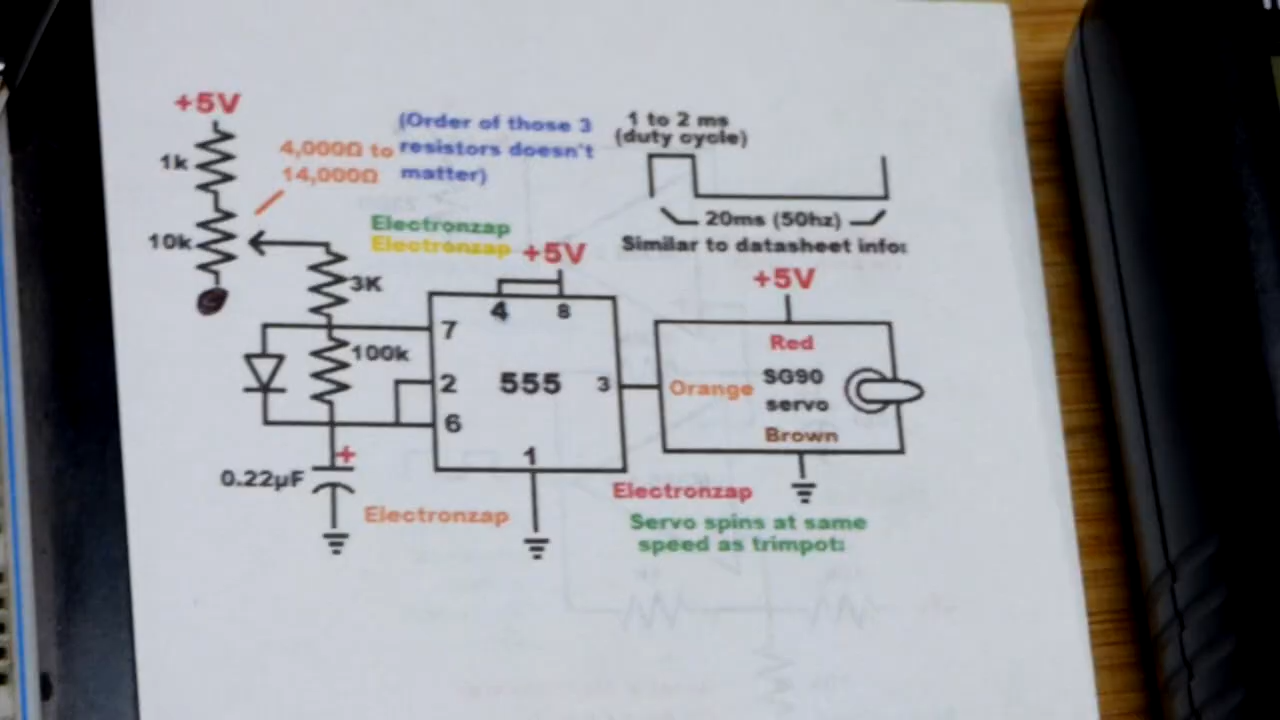 +5V
1k
10k
4,000Ω to
14,000Ω
(Order of those 3
resistors doesn't
matter)
Electronzap
Electronzap
+5V
3K
100k
0.22µF
+
Electronzap
7
2
6
4
8
555
3
1
1 to 2 ms
(duty cycle)
20ms (50hz)
Similar to datasheet info:
+5V
Red
Orange
SG90
servo
Brown
Electronzap
Servo spins at same
speed as trimpot: